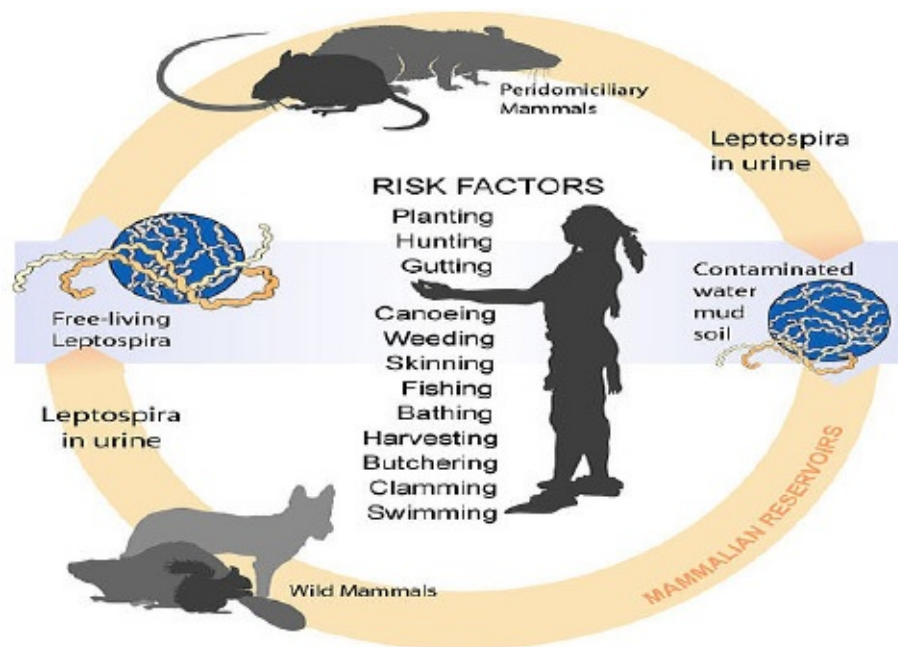 Peridomiciliary
Mammals
Leptospira
in urine
RISK FACTORS
Planting
Hunting
Gutting
Canoeing
Weeding
Skinning
Fishing
Bathing
Harvesting
Butchering
Clamming
Swimming
Contaminated
water
mud
soil
Free-living
Leptospira
Leptospira
in urine
Wild Mammals
MAMMALIAN RESERVOIRS